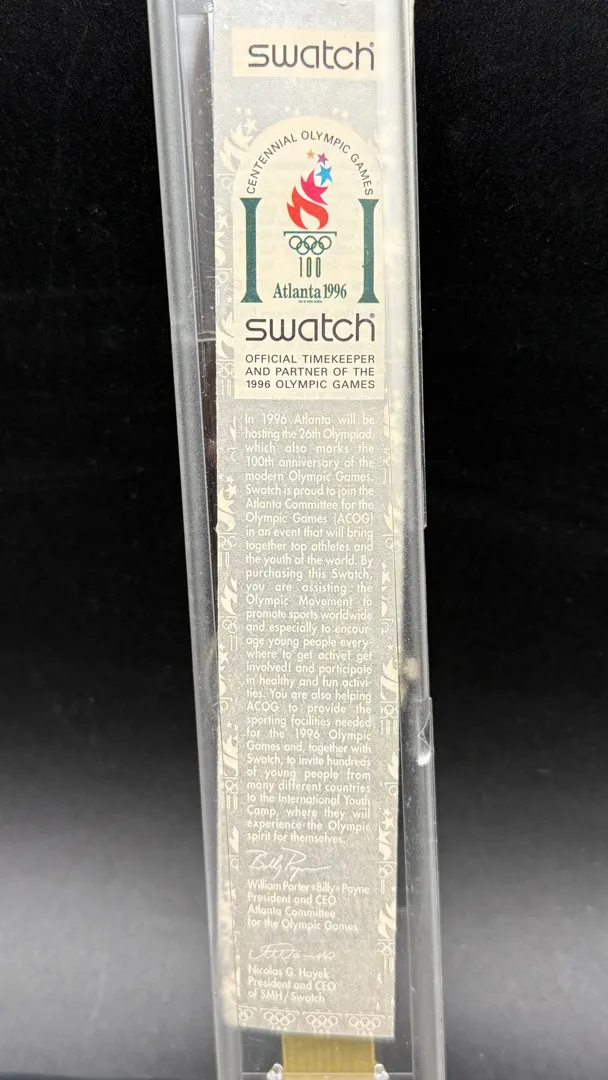 swatch
CENTENNIAL OLYMPIC GAMES
100
Atlanta 1996
swatch
OFFICIAL TIMEKEEPER
AND PARTNER OF THE
1996 OLYMPIC GAMES
In 1996 Atlanta will be
hosting the 26th Olympiad,
which also marks the
100th anniversary of the
modern Olympic Games.
Swatch is proud to join the
Atlanta Committee for the
Olympic Games (ACOG)
in an event that will bring
together top athletes and
the youth of the world. By
purchasing this Swatch,
you are assisting the
Olympic Movement to
promote sports worldwide
and especially to encour-
age young people every-
where to get active! get
involved! and participate
in healthy and fun activi-
ties. You are also helping
ACOG to provide the
sporting facilities needed
for the 1996 Olympic
Games and, together with
Swatch, to invite hundreds
of young people from
many different countries
to the International Youth
Camp, where they will
experience the Olympic
spirit for themselves.
Billy Payne
William Porter «Billy» Payne
President and CEO
Atlanta Committee
for the Olympic Games
Nicolas G. Hayek
President and CEO
of SMH/Swatch